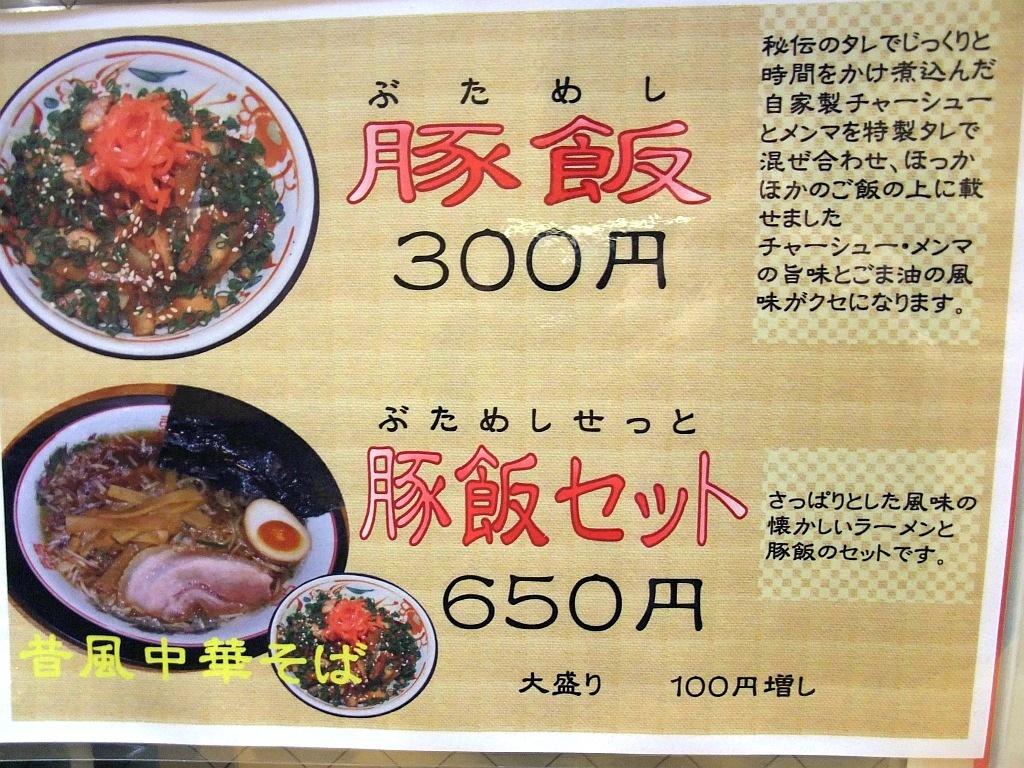 ぶためし
豚飯
300円
秘伝のタレでじっくりと
時間をかけ煮込んだ
自家製チャーシュー
とメンマを特製タレで
混ぜ合わせ、ほっか
ほかのご飯の上に載
せました
チャーシュー・メンマ
の旨味とごま油の風
味がクセになります。
ぶためしせっと
豚飯セット
650円
さっぱりとした風味の
懐かしいラーメンと
豚飯のセットです。
昔風中華そば
大盛り 100円増し